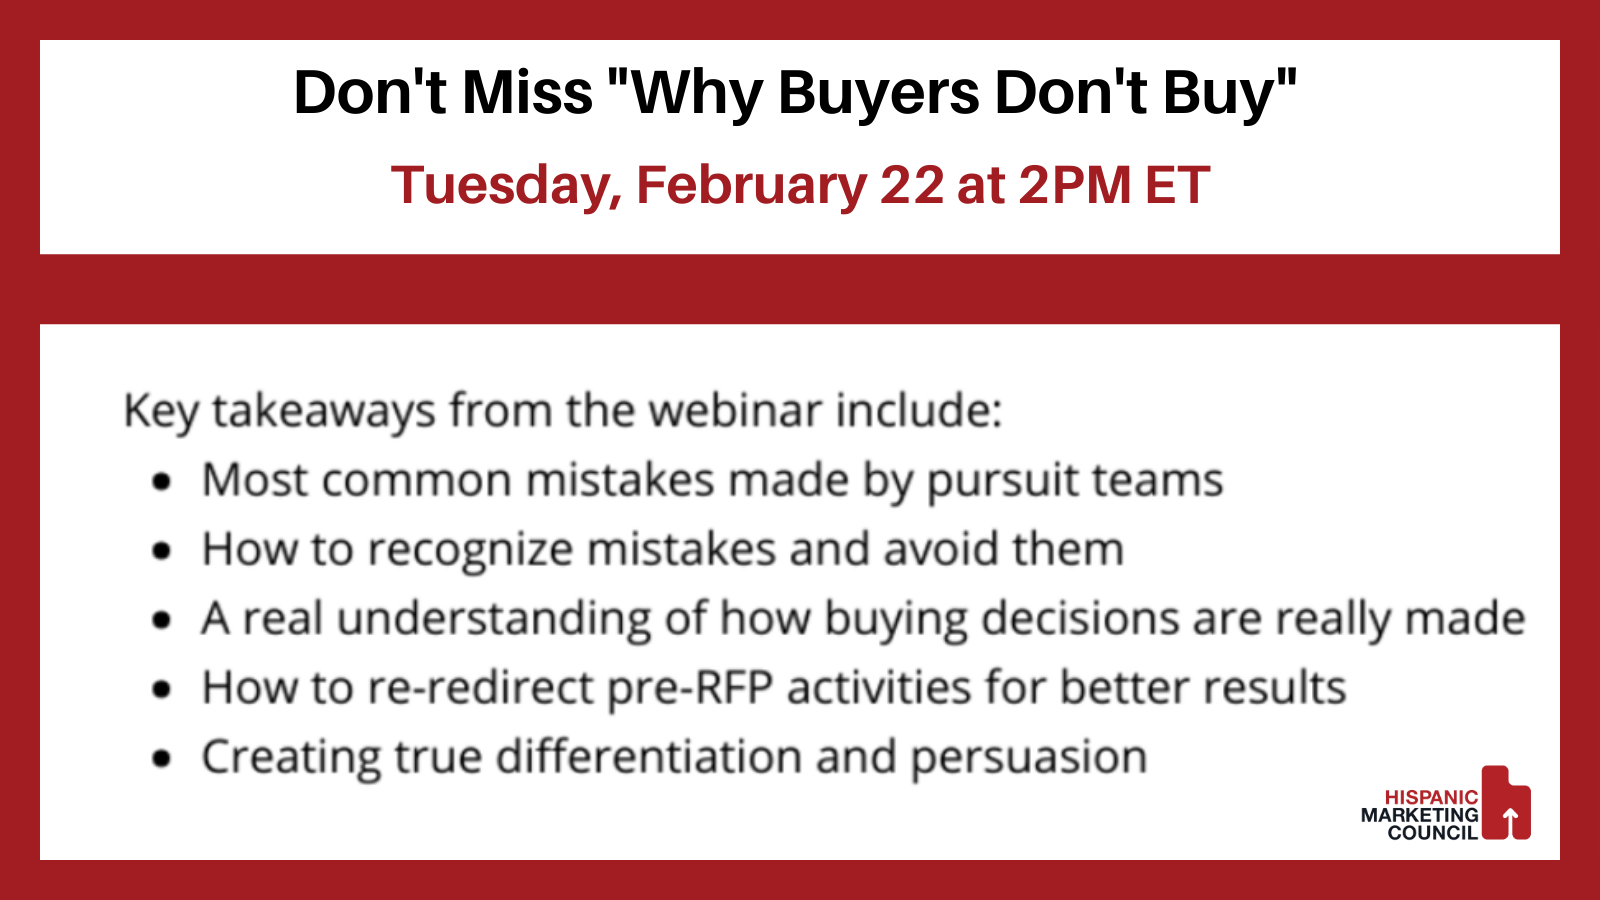 Don't Miss "Why Buyers Don't Buy"
Tuesday, February 22 at 2PM ET
Key takeaways from the webinar include:
• Most common mistakes made by pursuit teams
• How to recognize mistakes and avoid them
• A real understanding of how buying decisions are really made
• How to re-redirect pre-RFP activities for better results
• Creating true differentiation and persuasion
HISPANIC
MARKETING
COUNCIL